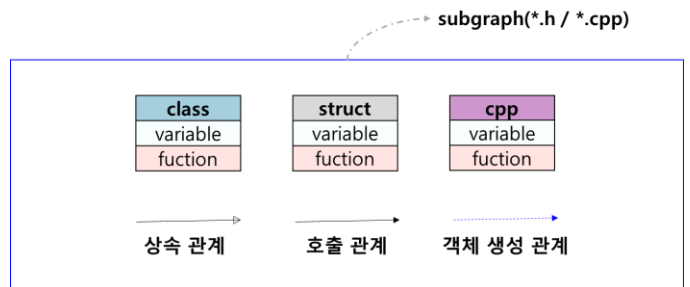 subgraph(*.h / *.cpp)
class struct cpp
variable variable variable
fuction fuction fuction
상속 관계 호출 관계 객체 생성 관계